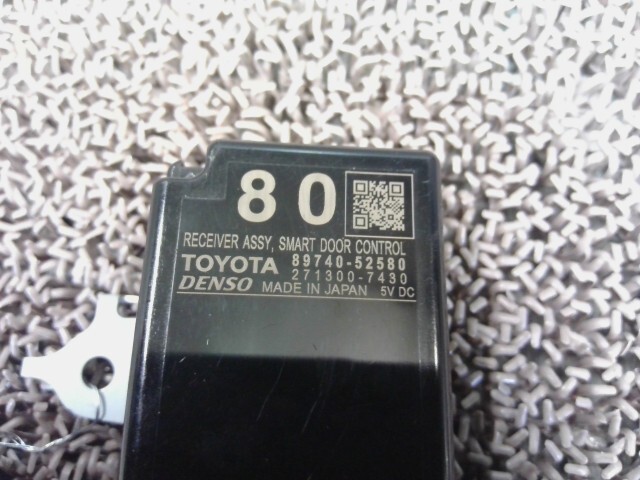 80
RECEIVER ASSY, SMART DOOR CONTROL
TOYOTA 89740-52580
271300-7430
DENSO MADE IN JAPAN 5V DC